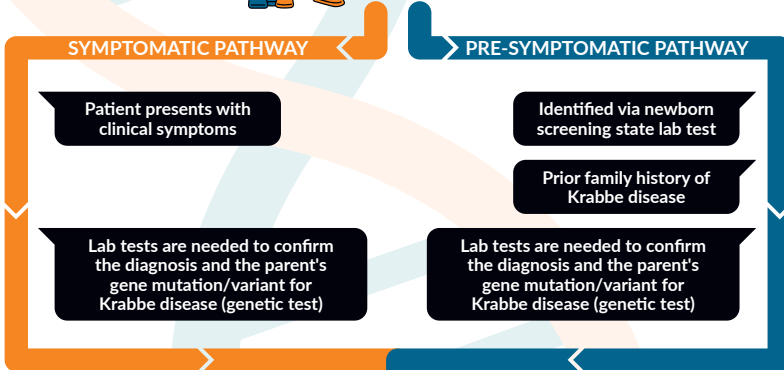 SYMPTOMATIC PATHWAY
PRE-SYMPTOMATIC PATHWAY
Patient presents with
clinical symptoms
Identified via newborn
screening state lab test
Prior family history of
Krabbe disease
Lab tests are needed to confirm
the diagnosis and the parent's
gene mutation/variant for
Krabbe disease (genetic test)
Lab tests are needed to confirm
the diagnosis and the parent's
gene mutation/variant for
Krabbe disease (genetic test)